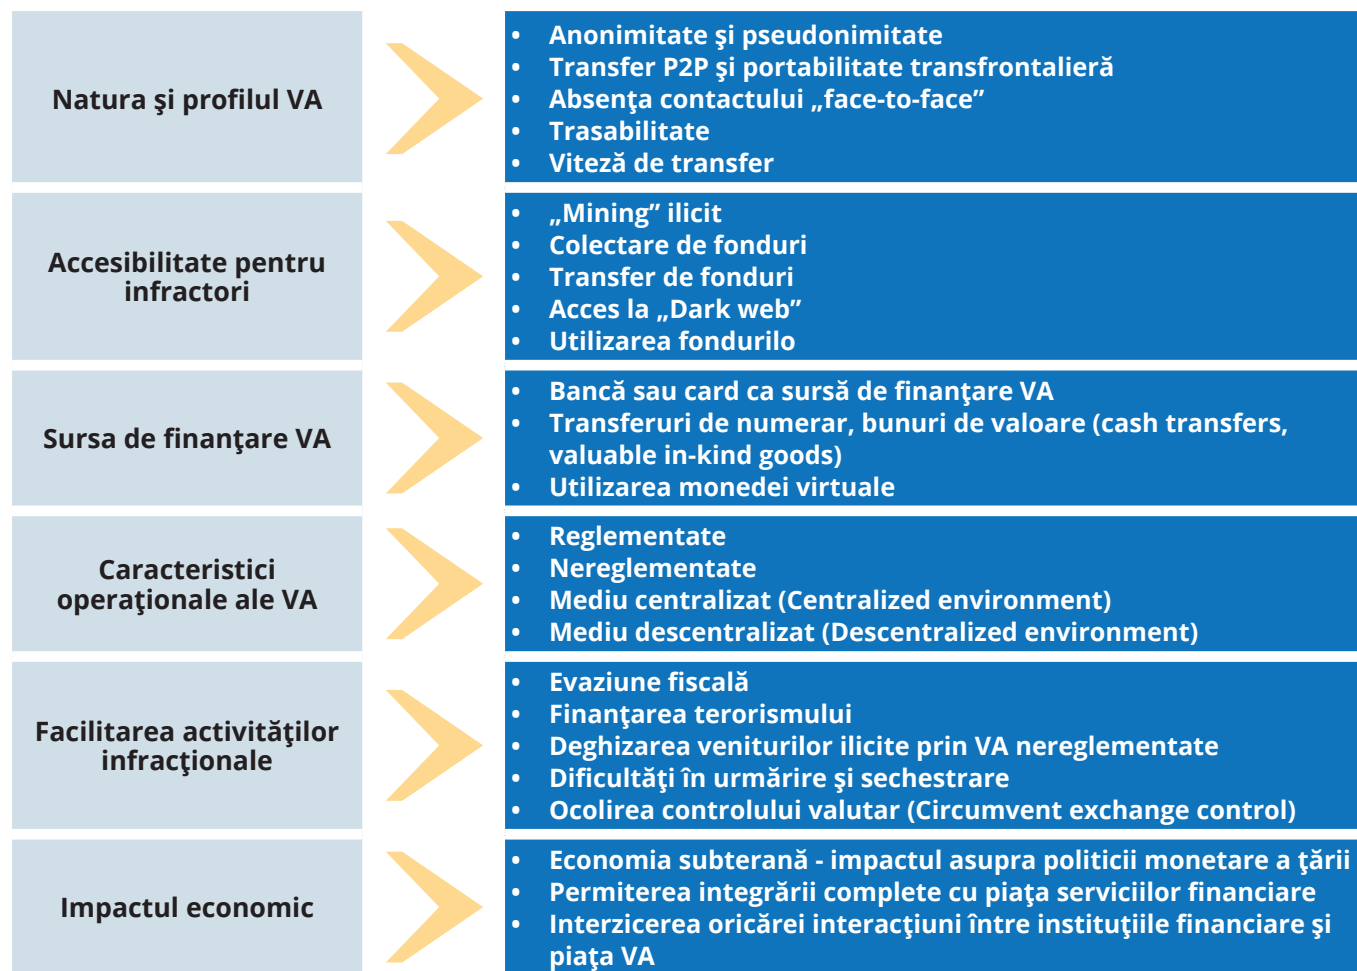 Natura şi profilul VA
• Anonimitate şi pseudonimitate
• Transfer P2P şi portabilitate transfrontalieră
• Absenţa contactului „face-to-face”
• Trasabilitate
• Viteză de transfer
Accesibilitate pentru
infractori
• „Mining” ilicit
• Colectare de fonduri
• Transfer de fonduri
• Acces la „Dark web”
• Utilizarea fondurilo
Sursa de finanţare VA
• Bancă sau card ca sursă de finanţare VA
• Transferuri de numerar, bunuri de valoare (cash transfers,
valuable in-kind goods)
• Utilizarea monedei virtuale
Caracteristici
operaţionale ale VA
• Reglementate
• Nereglementate
• Mediu centralizat (Centralized environment)
• Mediu descentralizat (Descentralized environment)
Facilitarea activităţilor
infracţionale
• Evaziune fiscală
• Finanţarea terorismului
• Deghizarea veniturilor ilicite prin VA nereglementate
• Dificultăţi în urmărire şi sechestrare
• Ocolirea controlului valutar (Circumvent exchange control)
Impactul economic
• Economia subterană - impactul asupra politicii monetare a ţării
• Permiterea integrării complete cu piaţa serviciilor financiare
• Interzicerea oricărei interacţiuni între instituţiile financiare şi
piaţa VA